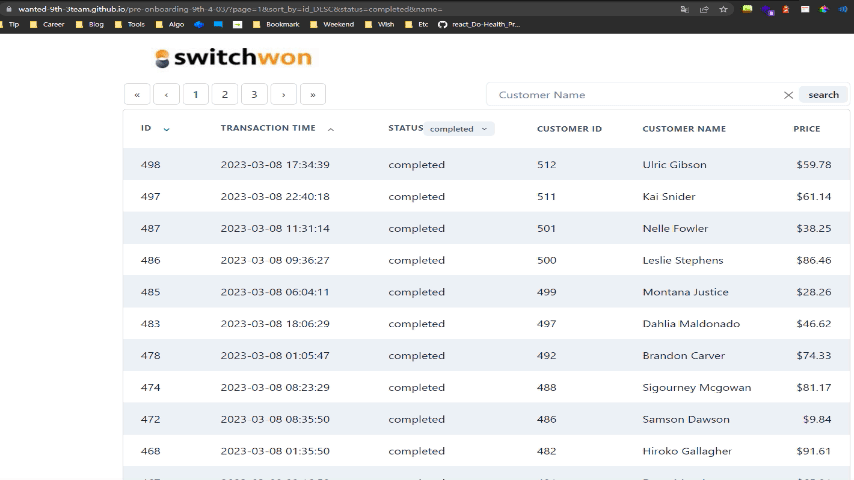 wanted-9th-3team.github.io/pre-onboarding-9th-4-03/?page=1&sort_by=id_DESC&status=completed&name=
Tip Career Blog Tools Algo Bookmark Weekend Wish Etc react_Do-Health_Pr...
switchwon
« ‹ 1 2 3 › » Customer Name search
ID TRANSACTION TIME STATUS completed CUSTOMER ID CUSTOMER NAME PRICE
498 2023-03-08 17:34:39 completed 512 Ulric Gibson $59.78
497 2023-03-08 22:40:18 completed 511 Kai Snider $61.14
487 2023-03-08 11:31:14 completed 501 Nelle Fowler $38.25
486 2023-03-08 09:36:27 completed 500 Leslie Stephens $86.46
485 2023-03-08 06:04:11 completed 499 Montana Justice $28.26
483 2023-03-08 18:06:29 completed 497 Dahlia Maldonado $46.62
478 2023-03-08 01:05:47 completed 492 Brandon Carver $74.33
474 2023-03-08 08:23:29 completed 488 Sigourney Mcgowan $81.17
472 2023-03-08 08:35:50 completed 486 Samson Dawson $9.84
468 2023-03-08 01:35:50 completed 482 Hiroko Gallagher $91.61